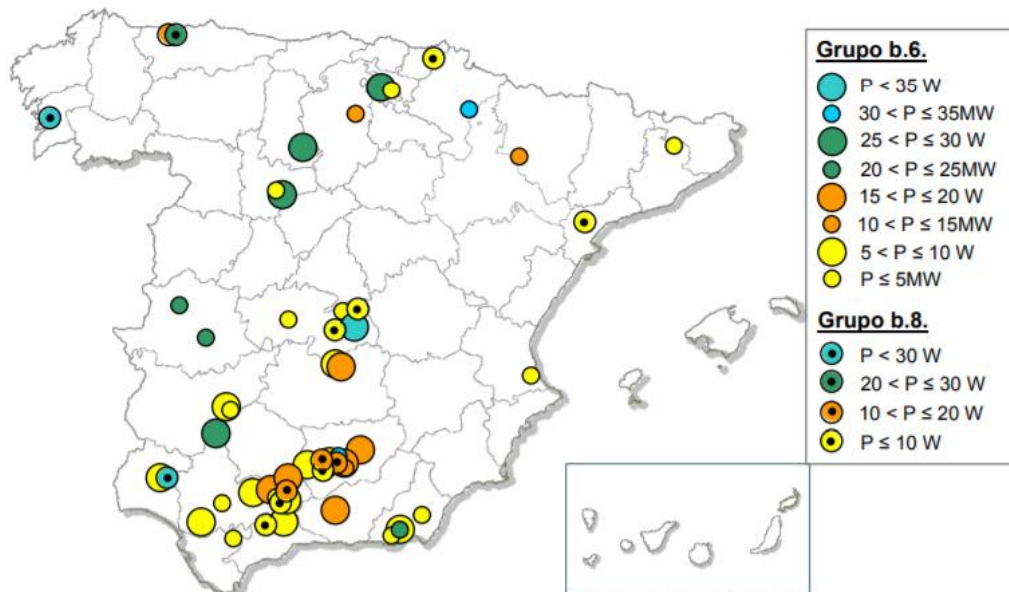 Grupo b.6.
P < 35 W
30 < P ≤ 35MW
25 < P ≤ 30 W
20 < P ≤ 25MW
15 < P ≤ 20 W
10 < P ≤ 15MW
5 < P ≤ 10 W
P ≤ 5MW
Grupo b.8.
P < 30 W
20 < P ≤ 30 W
10 < P ≤ 20 W
P ≤ 10 W